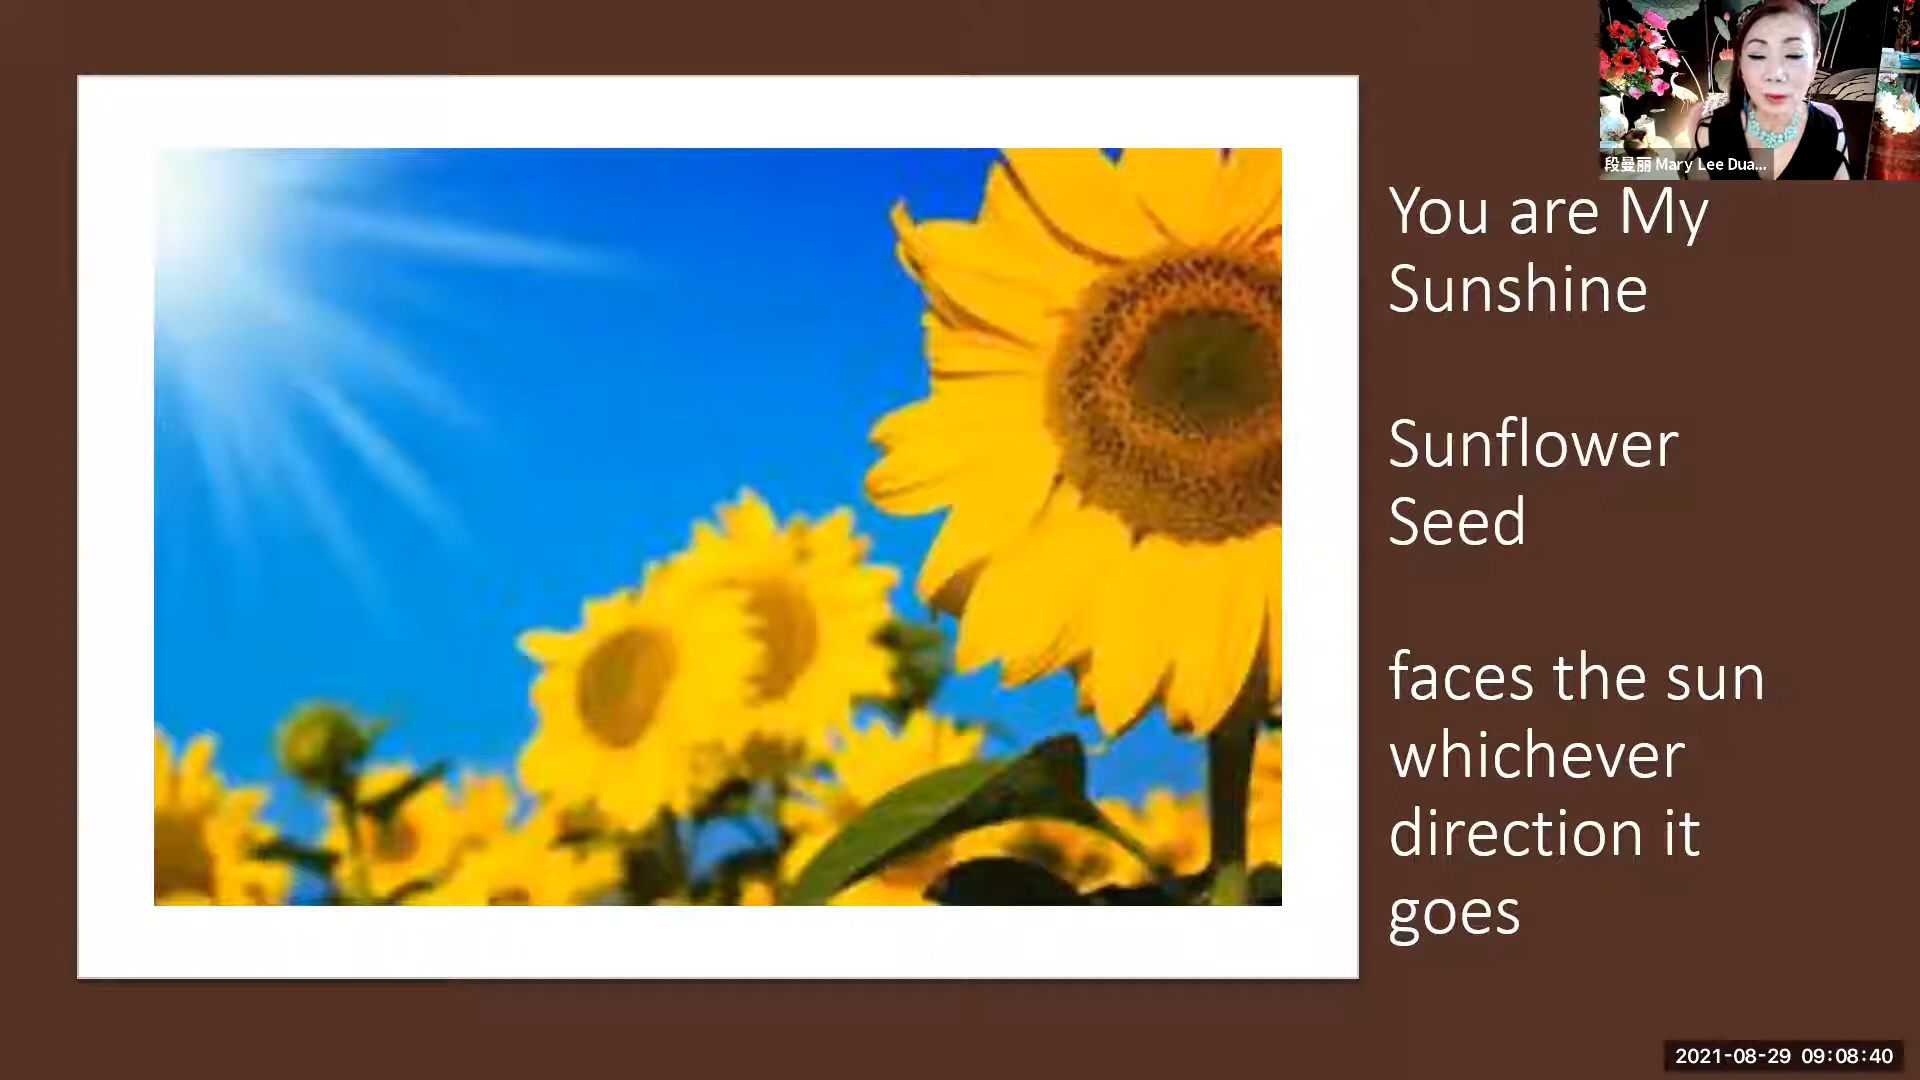 段曼丽 Mary Lee Dua...
You are My
Sunshine
Sunflower
Seed
faces the sun
whichever
direction it
goes
2021-08-29 09:08:40